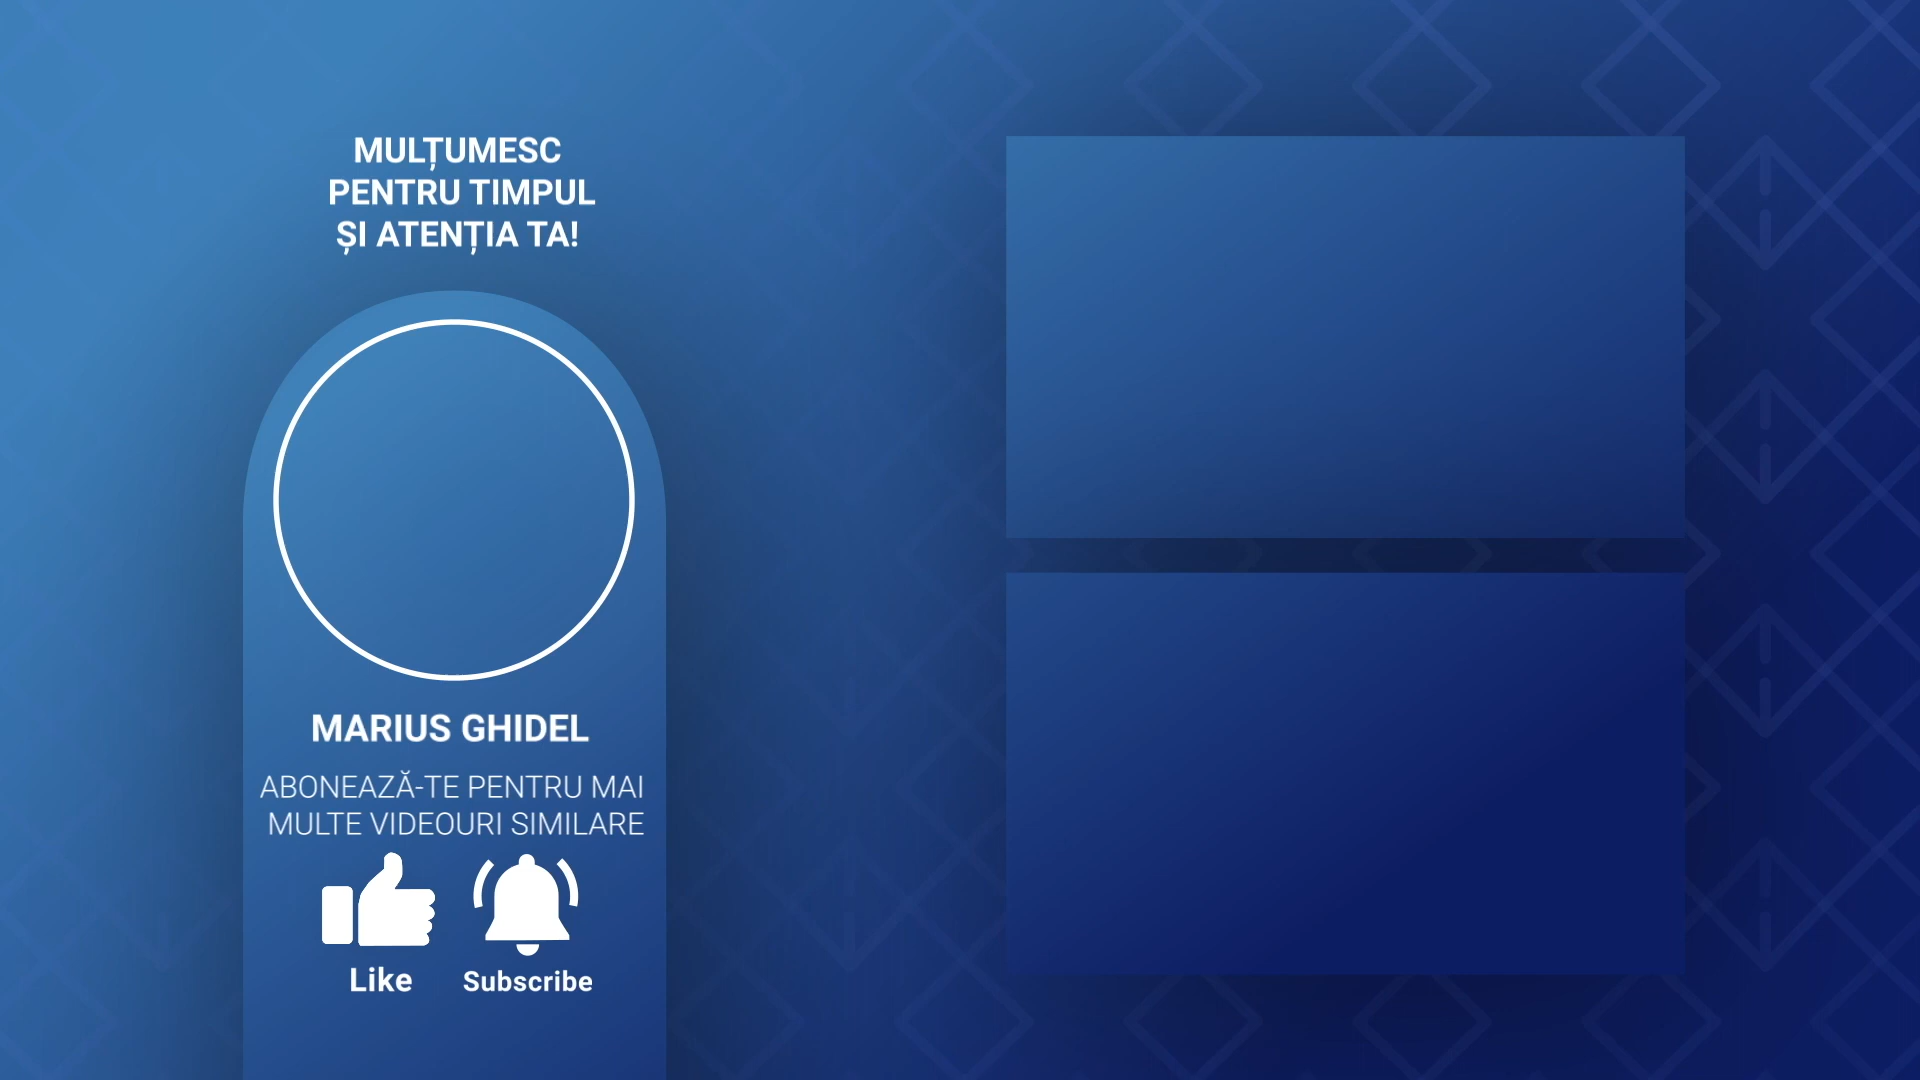 MULȚUMESC
PENTRU TIMPUL
ȘI ATENȚIA TA!
MARIUS GHIDEL
ABONEAZĂ-TE PENTRU MAI
MULTE VIDEOURI SIMILARE
Like
Subscribe